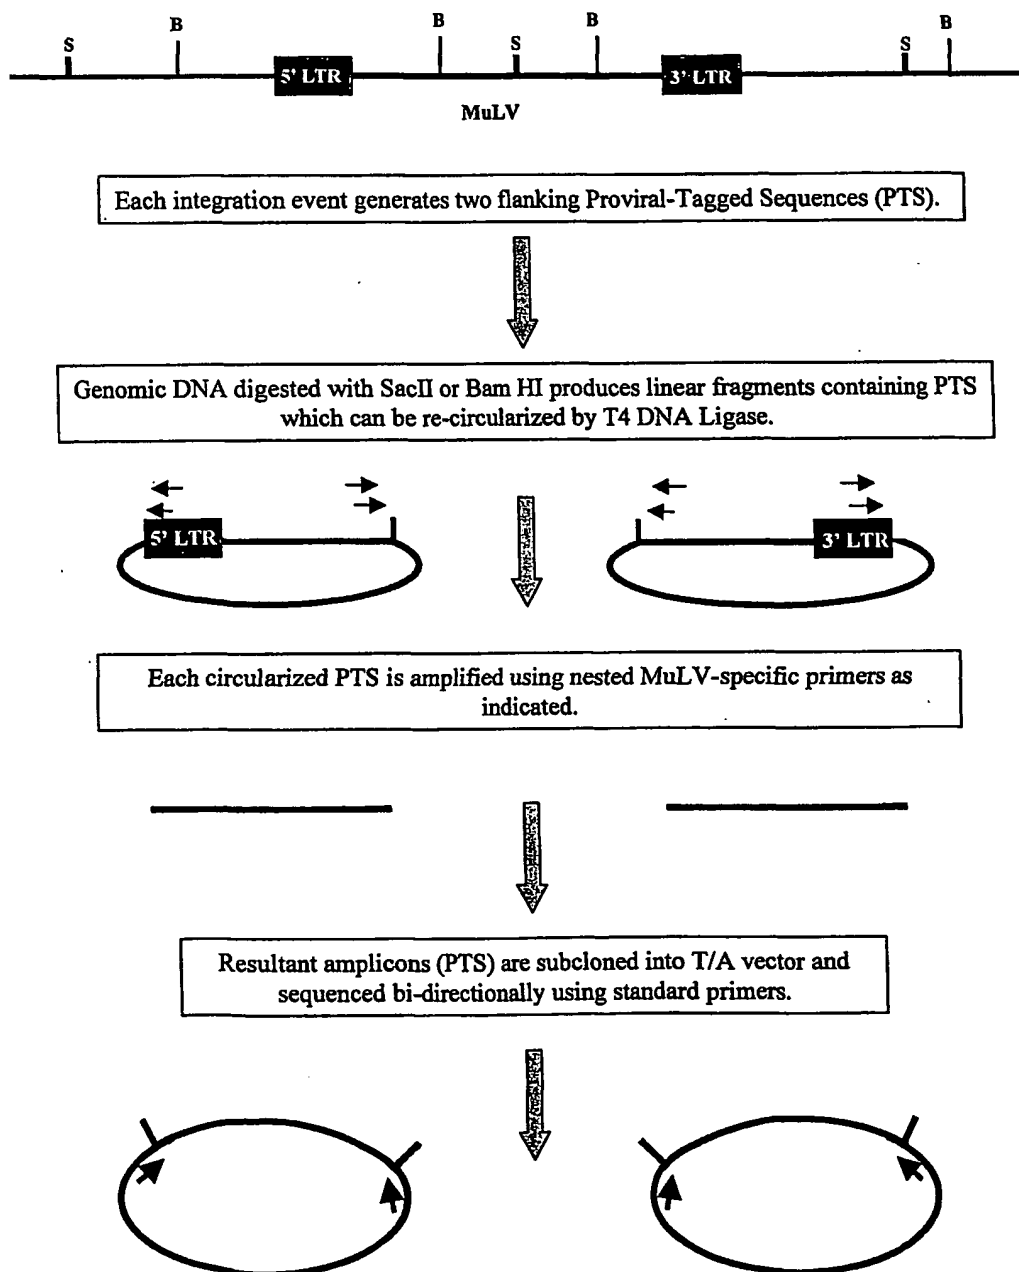 S B B S B S B
5' LTR 3' LTR
MuLV
Each integration event generates two flanking Proviral-Tagged Sequences (PTS).
Genomic DNA digested with SacII or Bam HI produces linear fragments containing PTS
which can be re-circularized by T4 DNA Ligase.
5' LTR 3' LTR
Each circularized PTS is amplified using nested MuLV-specific primers as
indicated.
Resultant amplicons (PTS) are subcloned into T/A vector and
sequenced bi-directionally using standard primers.